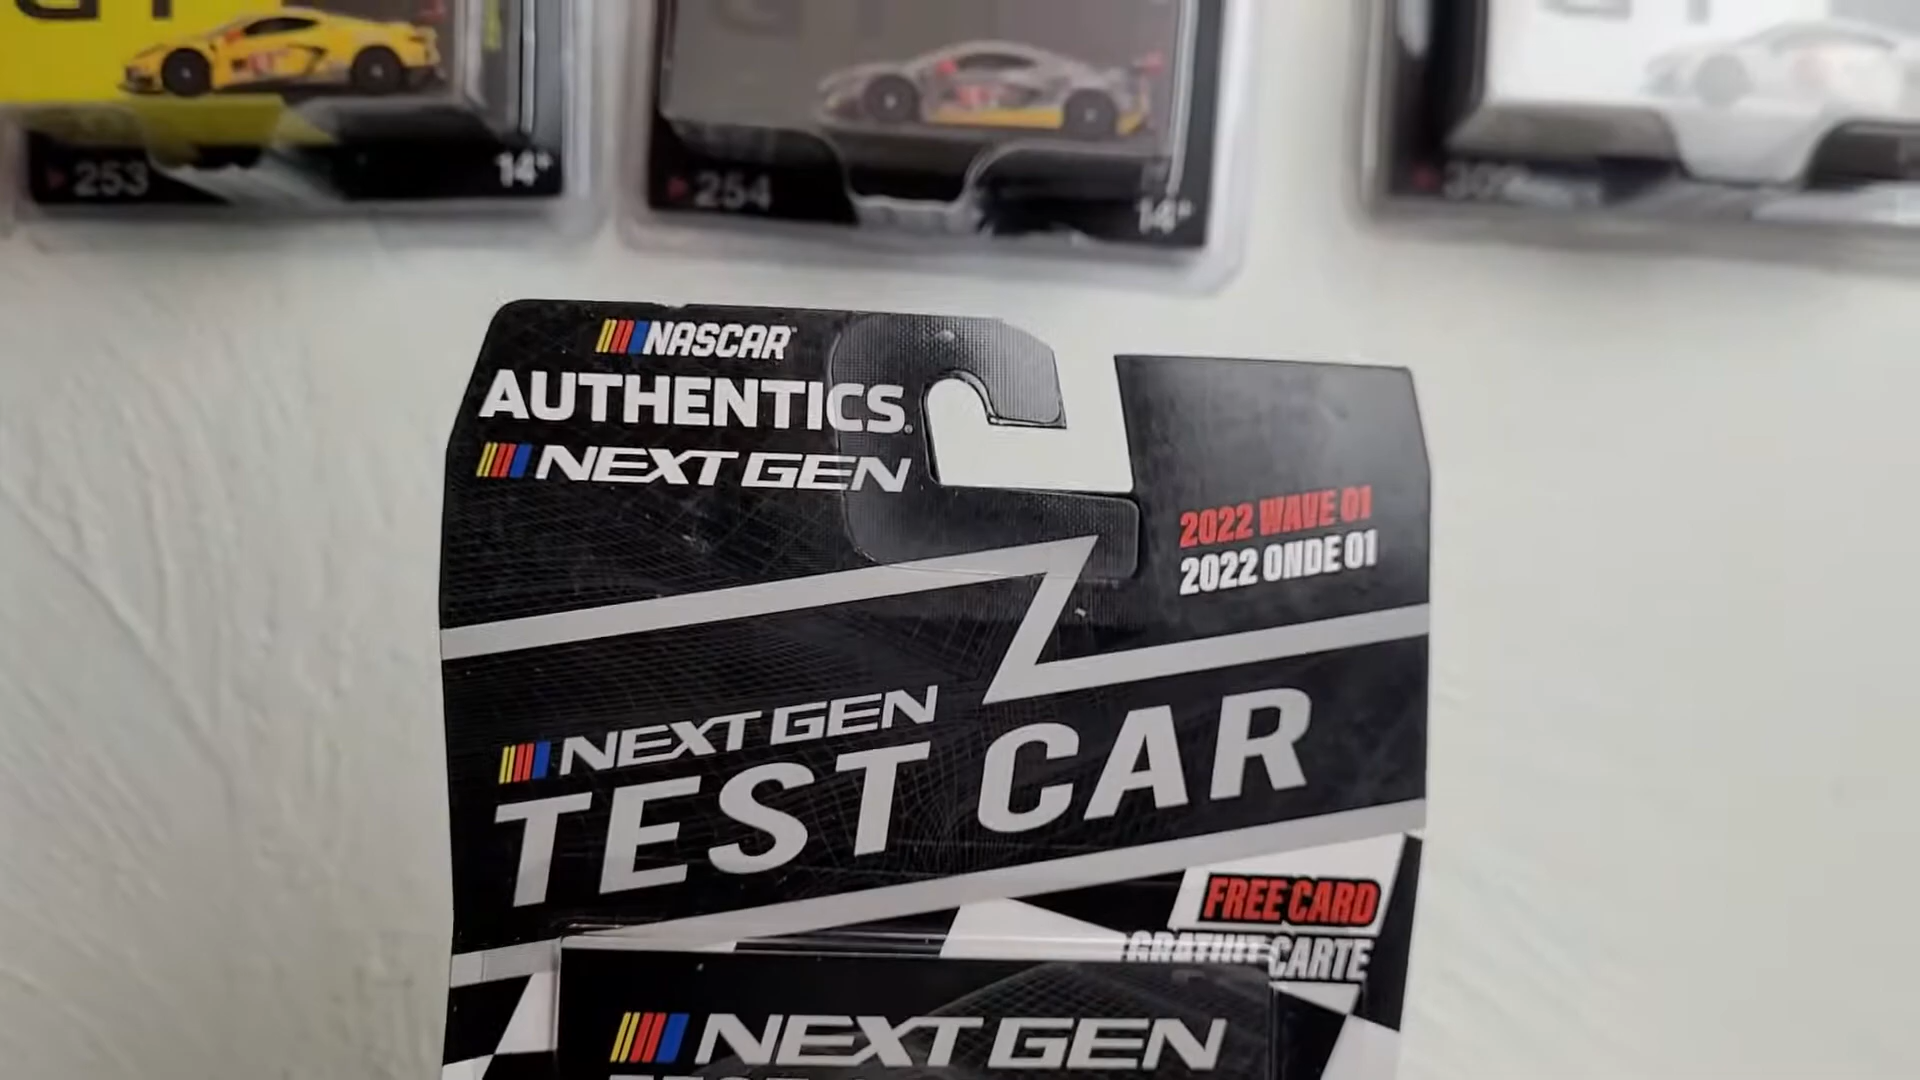 GT
253
14+
254
14+
NASCAR
AUTHENTICS
NEXT GEN
2022 WAVE 01
2022 ONDE 01
NEXT GEN
TEST CAR
FREE CARD
GRATUIT CARTE
NEXT GEN